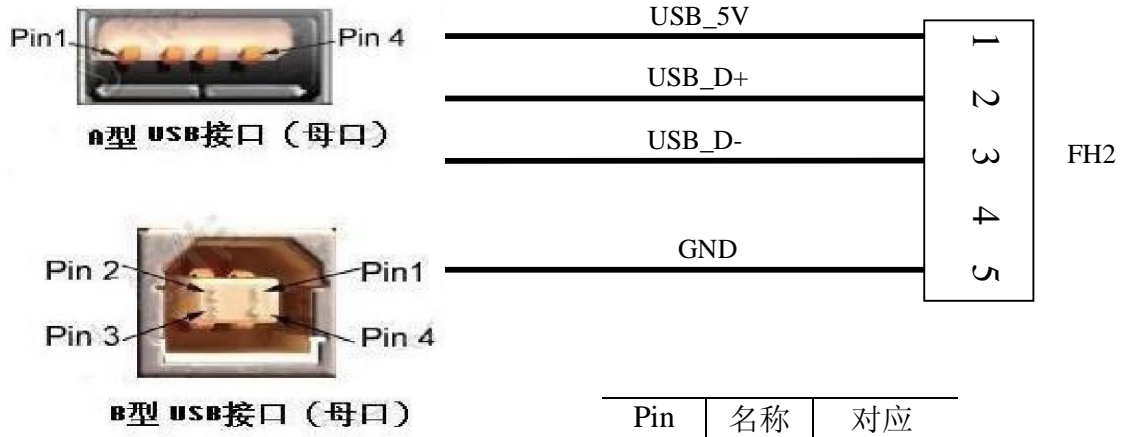 Pin1
Pin 4
A型 USB接口（母口）
Pin 2
Pin1
Pin 3
Pin 4
B型 USB接口（母口）
USB_5V
USB_D+
USB_D-
GND
1
2
3
4
5
FH2
Pin 名称 对应